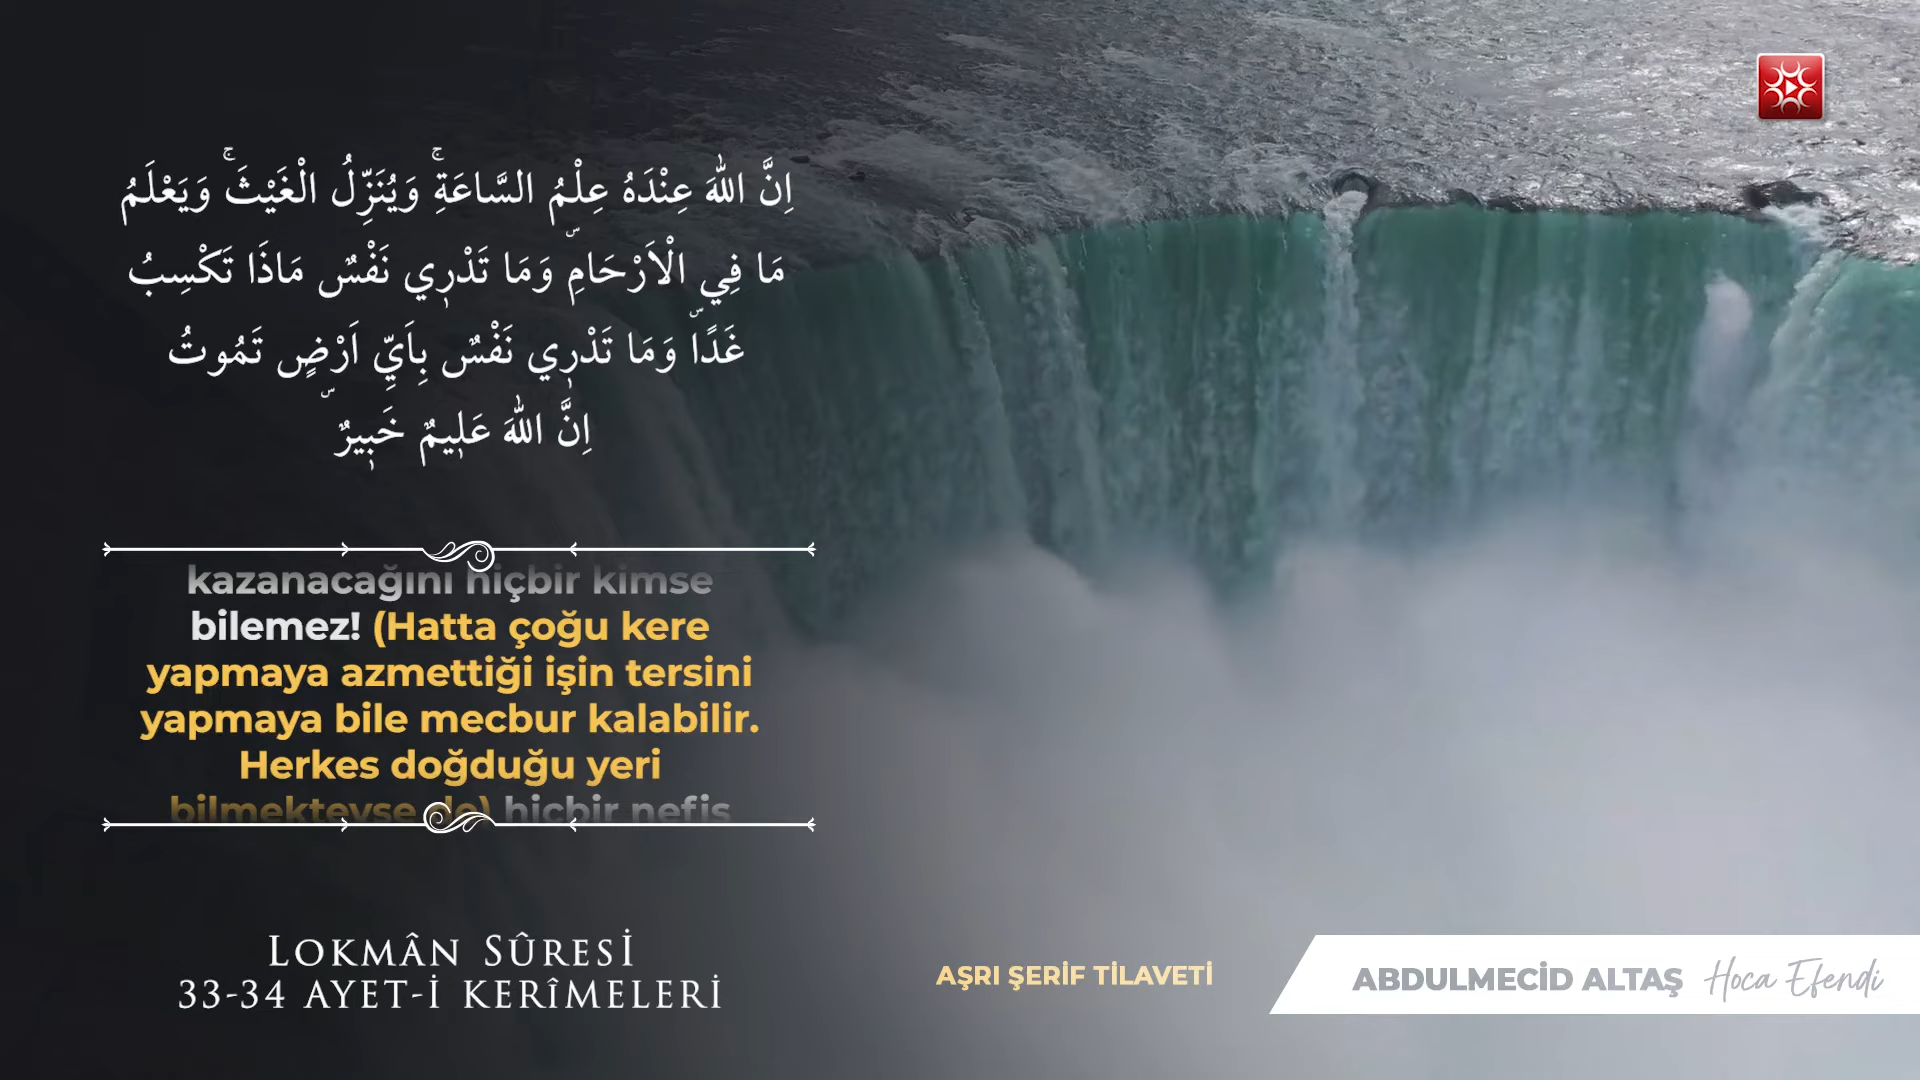 اِنَّ اللّٰهَ عِنْدَهُ عِلْمُ السَّاعَةِۚ وَيُنَزِّلُ الْغَيْثَۚ وَيَعْلَمُ
مَا فِي الْاَرْحَامِۜ وَمَا تَدْر۪ي نَفْسٌ مَاذَا تَكْسِبُ
غَدًاۜ وَمَا تَدْر۪ي نَفْسٌ بِاَيِّ اَرْضٍ تَمُوتُ
اِنَّ اللّٰهَ عَل۪يمٌ خَب۪يرٌۜ
kazanacağını hiçbir kimse
bilemez! (Hatta çoğu kere
yapmaya azmettiği işin tersini
yapmaya bile mecbur kalabilir.
Herkes doğduğu yeri
bilmekteyse de) hiçbir nefis
LOKMÂN SÛRESİ
33-34 AYET-İ KERÎMELERİ
AŞRI ŞERİF TİLAVETİ
ABDULMECİD ALTAŞ Hoca Efendi